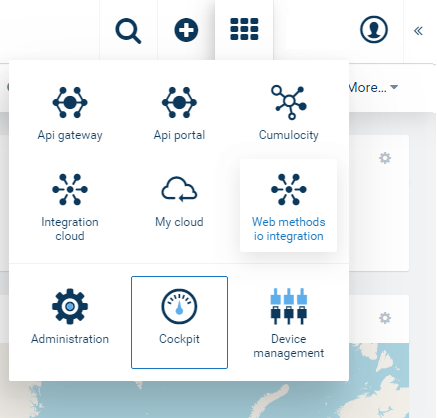 More...
Api gateway
Api portal
Cumulocity
Integration
cloud
My cloud
Web methods
io integration
Administration
Cockpit
Device
management